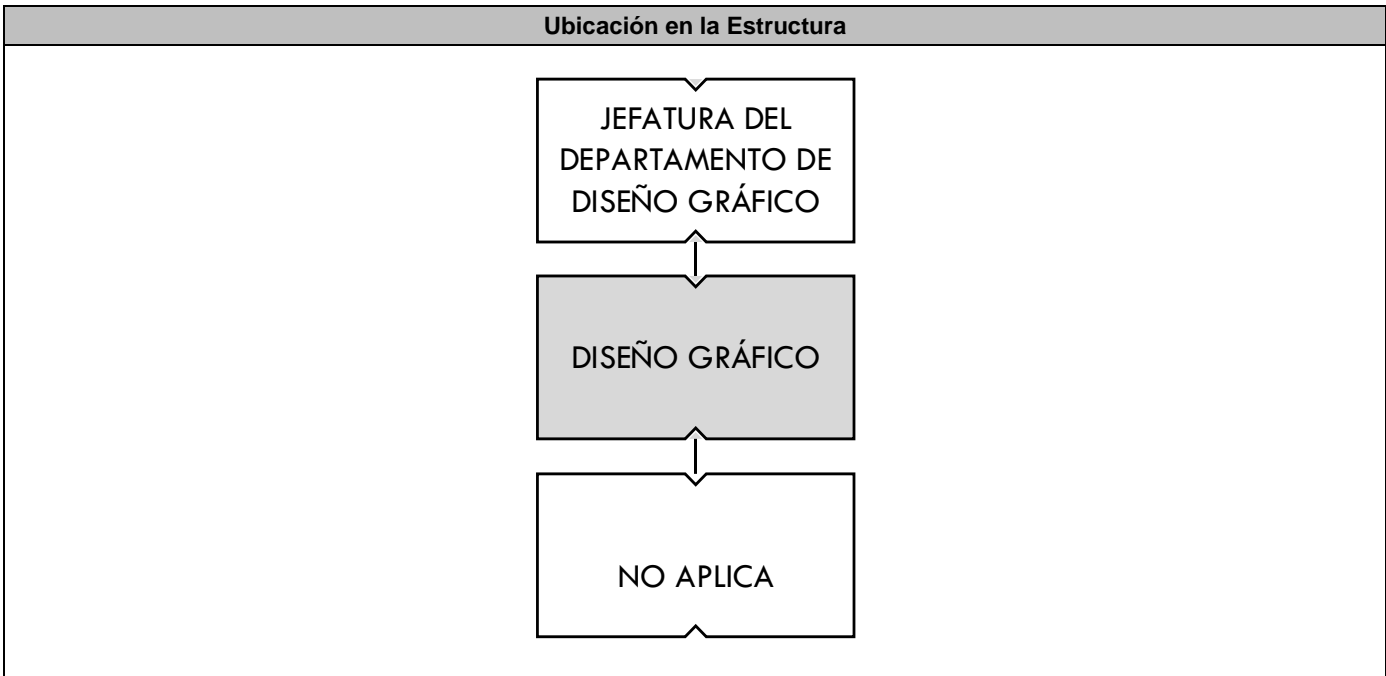 Ubicación en la Estructura
JEFATURA DEL
DEPARTAMENTO DE
DISEÑO GRÁFICO
DISEÑO GRÁFICO
NO APLICA